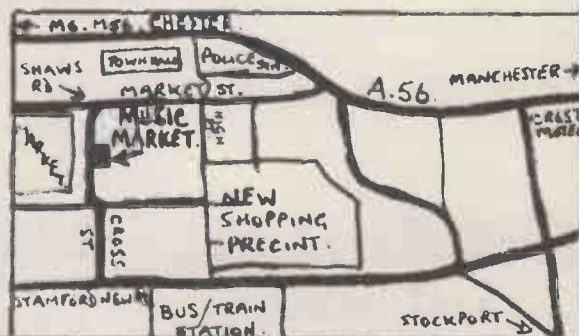 ← M6. M56 CHESTER
TOWN HALL
POLICE STN.
SHAWS
RD
MARKET ST.
A.56.
MANCHESTER →
MUSIC
MARKET.
MARKET
HIGH
NEW
SHOPPING
PRECINT.
CROSS
ST
STAMFORD NEW RD
BUS/TRAIN
STATION.
STOCKPORT